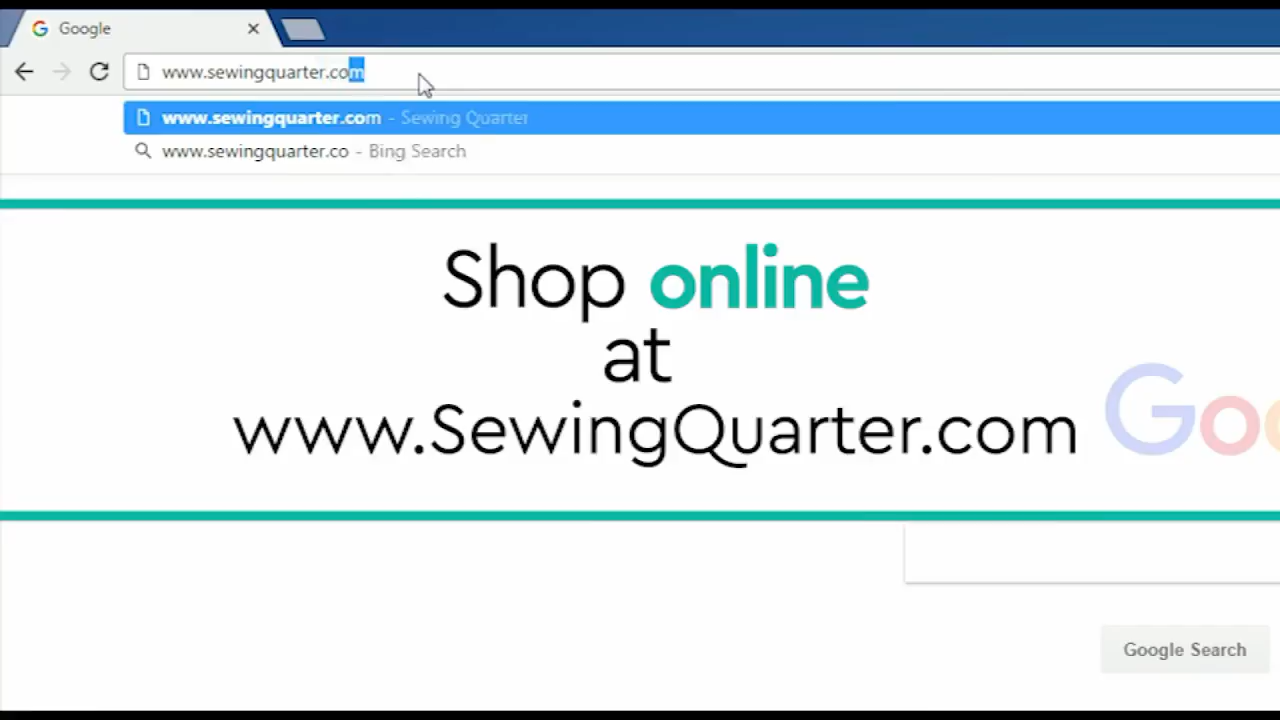 Google
www.sewingquarter.com
www.sewingquarter.com - Sewing Quarter
www.sewingquarter.co - Bing Search
Shop online
at
www.SewingQuarter.com
Google Search